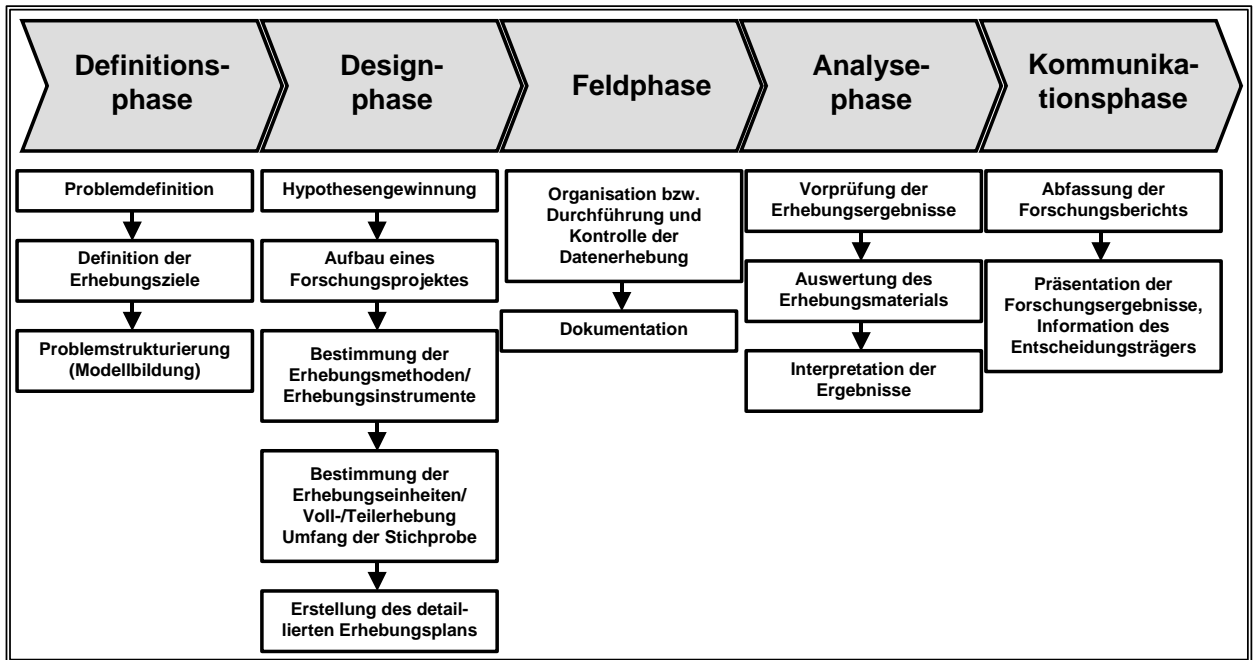 Definitions-
phase
Design-
phase
Feldphase
Analyse-
phase
Kommunika-
tionsphase
Problemdefinition
Definition der
Erhebungsziele
Problemstrukturierung
(Modellbildung)
Hypothesengewinnung
Aufbau eines
Forschungsprojektes
Bestimmung der
Erhebungsmethoden/
Erhebungsinstrumente
Bestimmung der
Erhebungseinheiten/
Voll-/Teilerhebung
Umfang der Stichprobe
Erstellung des detail-
lierten Erhebungsplans
Organisation bzw.
Durchführung und
Kontrolle der
Datenerhebung
Dokumentation
Vorprüfung der
Erhebungsergebnisse
Auswertung des
Erhebungsmaterials
Interpretation der
Ergebnisse
Abfassung der
Forschungsberichts
Präsentation der
Forschungsergebnisse,
Information des
Entscheidungsträgers